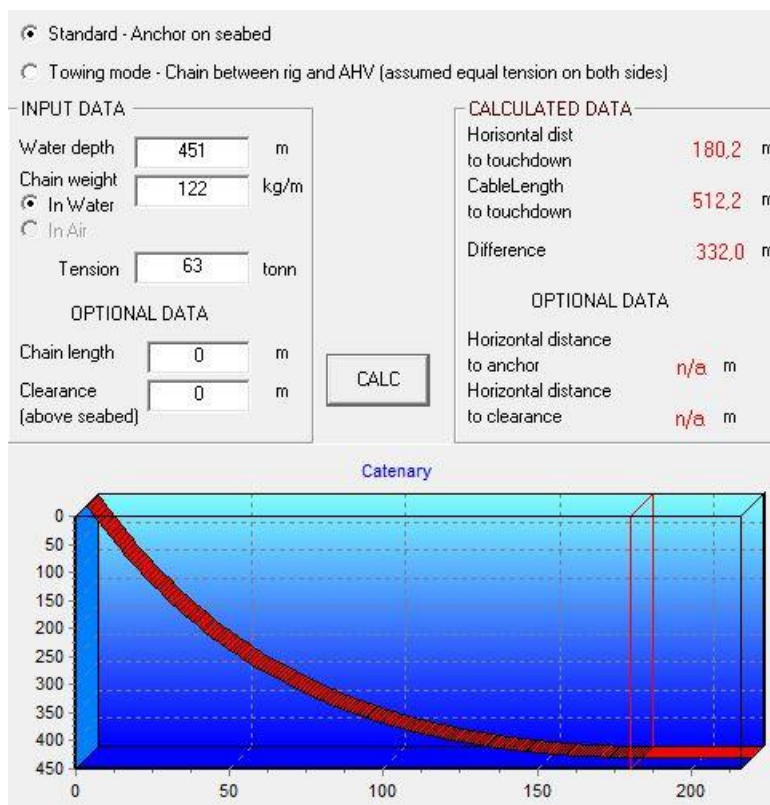 Standard - Anchor on seabed
Towing mode - Chain between rig and AHV (assumed equal tension on both sides)
INPUT DATA
Water depth 451 m
Chain weight 122 kg/m
In Water
In Air
Tension 63 tonn
OPTIONAL DATA
Chain length 0 m
Clearance 0 m
(above seabed)
CALC
CALCULATED DATA
Horisontal dist
to touchdown 180,2 m
CableLength
to touchdown 512,2 m
Difference 332,0 m
OPTIONAL DATA
Horizontal distance
to anchor n/a m
Horizontal distance
to clearance n/a m
Catenary
0
50
100
150
200
250
300
350
400
450
0 50 100 150 200